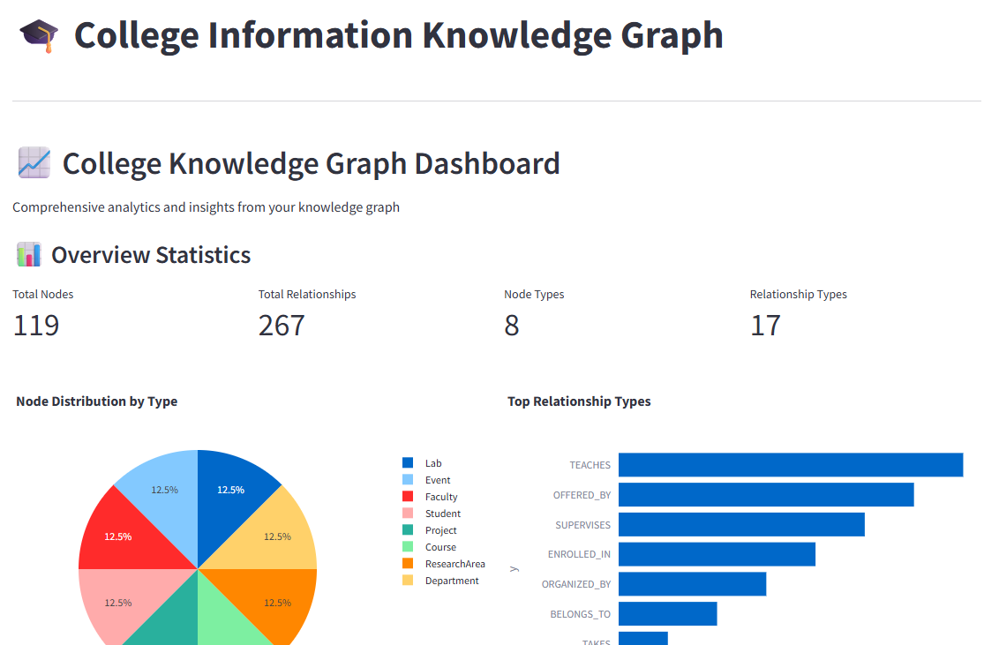 College Information Knowledge Graph
College Knowledge Graph Dashboard
Comprehensive analytics and insights from your knowledge graph
Overview Statistics
Total Nodes
119
Total Relationships
267
Node Types
8
Relationship Types
17
Node Distribution by Type
12.5%
12.5%
12.5%
12.5%
12.5%
12.5%
Lab
Event
Faculty
Student
Project
Course
ResearchArea
Department
Top Relationship Types
y
TEACHES
OFFERED_BY
SUPERVISES
ENROLLED_IN
ORGANIZED_BY
BELONGS_TO
TAKES